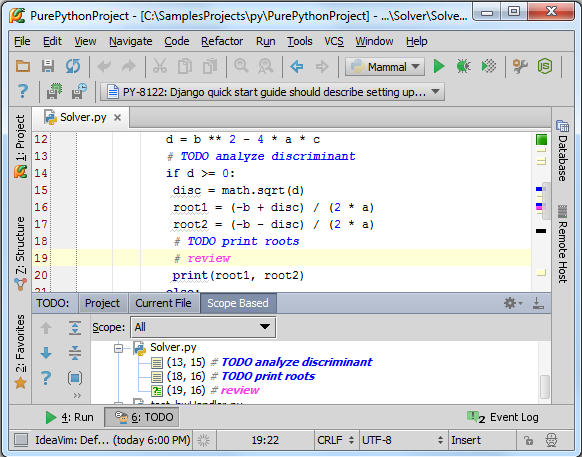 PurePythonProject - [C:\SamplesProjects\py\PurePythonProject] - ...\Solver\Solve...
File Edit View Navigate Code Refactor Run Tools VCS Window Help
Mammal
PY-8122: Django quick start guide should describe setting up...
Solver.py
12 d = b ** 2 - 4 * a * c
13 # TODO analyze discriminant
14 if d >= 0:
15 disc = math.sqrt(d)
16 root1 = (-b + disc) / (2 * a)
17 root2 = (-b - disc) / (2 * a)
18 # TODO print roots
19 # review
20 print(root1, root2)
else:
1: Project
7: Structure
2: Favorites
Database
Remote Host
TODO: Project Current File Scope Based
Scope: All
Solver.py
(13, 15) # TODO analyze discriminant
(18, 16) # TODO print roots
(19, 16) # review
4: Run 6: TODO 2 Event Log
IdeaVim: Def... (today 6:00 PM) 19:22 CRLF UTF-8 Insert